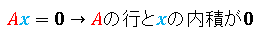 Ax = 0 → Aの行とxの内積が0